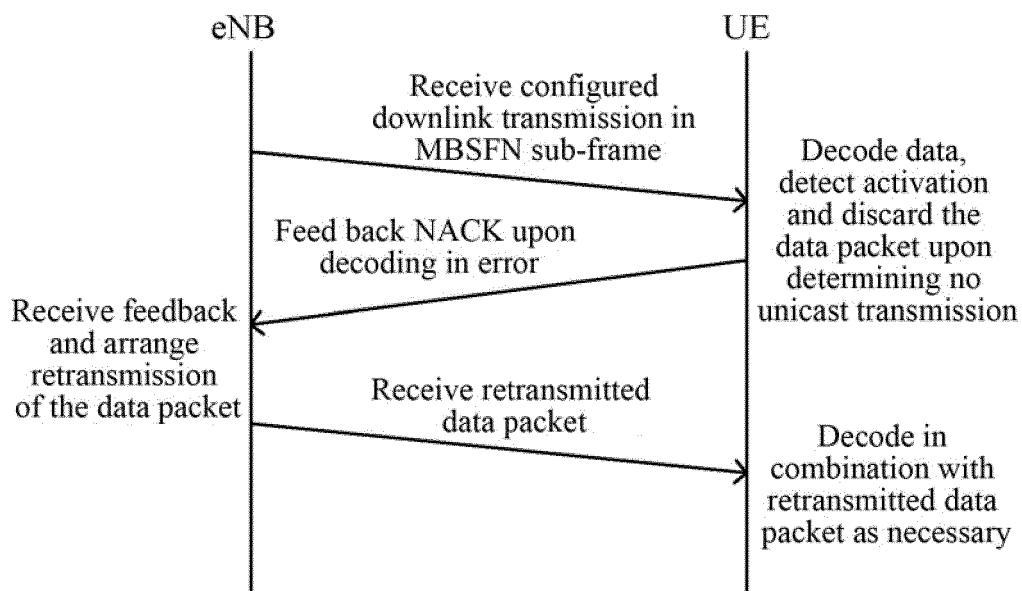 eNB
UE
Receive configured
downlink transmission in
MBSFN sub-frame
Decode data,
detect activation
and discard the
data packet upon
determining no
unicast transmission
Feed back NACK upon
decoding in error
Receive feedback
and arrange
retransmission
of the data packet
Receive retransmitted
data packet
Decode in
combination with
retransmitted data
packet as necessary